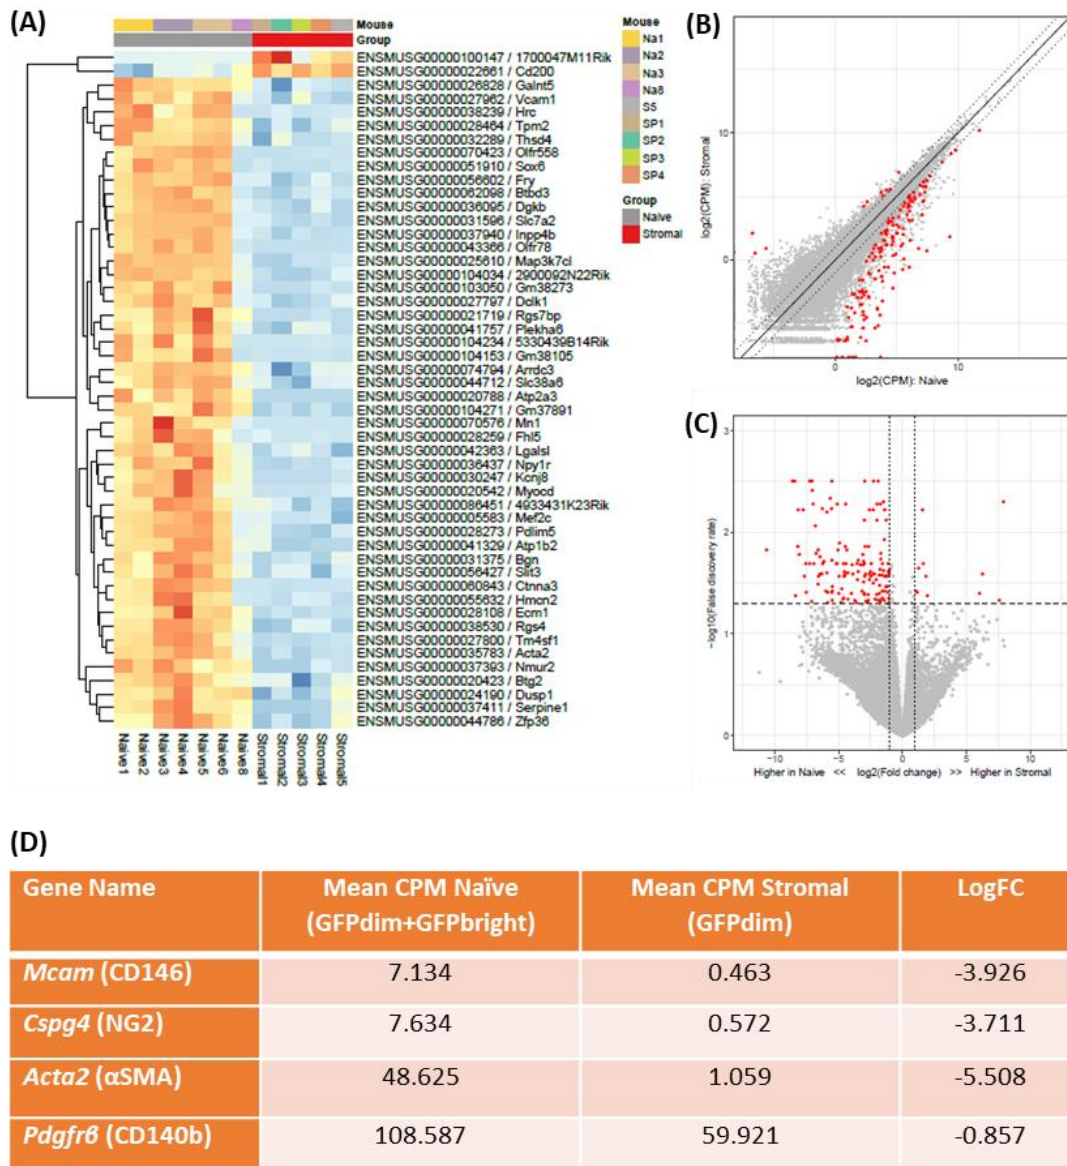 (A)
Mouse
Group
ENSMUSG00000100147 / 1700047M11Rik
ENSMUSG00000022661 / Cd200
ENSMUSG00000026828 / Galnt5
ENSMUSG00000027962 / Vcam1
ENSMUSG00000038239 / Hrc
ENSMUSG00000028464 / Tpm2
ENSMUSG00000032289 / Thsd4
ENSMUSG00000070423 / Olfr558
ENSMUSG00000051910 / Sox6
ENSMUSG00000056602 / Fry
ENSMUSG00000062098 / Btbd3
ENSMUSG00000036095 / Dgkb
ENSMUSG00000031596 / Slc7a2
ENSMUSG00000037940 / Inpp4b
ENSMUSG00000043366 / Olfr78
ENSMUSG00000025610 / Map3k7cl
ENSMUSG00000104034 / 2900092N22Rik
ENSMUSG00000103050 / Gm38273
ENSMUSG00000027797 / Dclk1
ENSMUSG00000021719 / Rgs7bp
ENSMUSG00000041757 / Plekha6
ENSMUSG00000104234 / 5330439B14Rik
ENSMUSG00000104153 / Gm38105
ENSMUSG00000074794 / Arrdc3
ENSMUSG00000044712 / Slc38a6
ENSMUSG00000020788 / Atp2a3
ENSMUSG00000104271 / Gm37891
ENSMUSG00000070576 / Mn1
ENSMUSG00000028259 / Fhl5
ENSMUSG00000042363 / Lgalsl
ENSMUSG00000036437 / Npy1r
ENSMUSG00000030247 / Kcnj8
ENSMUSG00000020542 / Myocd
ENSMUSG00000086451 / 4933431K23Rik
ENSMUSG00000005583 / Mef2c
ENSMUSG00000028273 / Pdlim5
ENSMUSG00000041329 / Atp1b2
ENSMUSG00000031375 / Bgn
ENSMUSG00000056427 / Slit3
ENSMUSG00000060843 / Ctnna3
ENSMUSG00000055632 / Hmcn2
ENSMUSG00000028108 / Ecm1
ENSMUSG00000038530 / Rgs4
ENSMUSG00000027800 / Tm4sf1
ENSMUSG00000035783 / Acta2
ENSMUSG00000037393 / Nmur2
ENSMUSG00000020423 / Btg2
ENSMUSG00000024190 / Dusp1
ENSMUSG00000037411 / Serpine1
ENSMUSG00000044786 / Zfp36
Naive1
Naive2
Naive3
Naive4
Naive5
Naive6
Naive8
Stromal1
Stromal2
Stromal3
Stromal4
Stromal5
Mouse
Na1
Na2
Na3
Na8
S5
SP1
SP2
SP3
SP4
Group
Naive
Stromal
(B)
log2(CPM): Stromal
10
0
0 10
log2(CPM): Naive
(C)
−log10(False discovery rate)
3
2
1
0
−10 −5 0 5 10
Higher in Naive << log2(Fold change) >> Higher in Stromal
(D)
Gene Name Mean CPM Naïve (GFPdim+GFPbright) Mean CPM Stromal (GFPdim) LogFC
Mcam (CD146) 7.134 0.463 -3.926
Cspg4 (NG2) 7.634 0.572 -3.711
Acta2 (αSMA) 48.625 1.059 -5.508
Pdgfrβ (CD140b) 108.587 59.921 -0.857